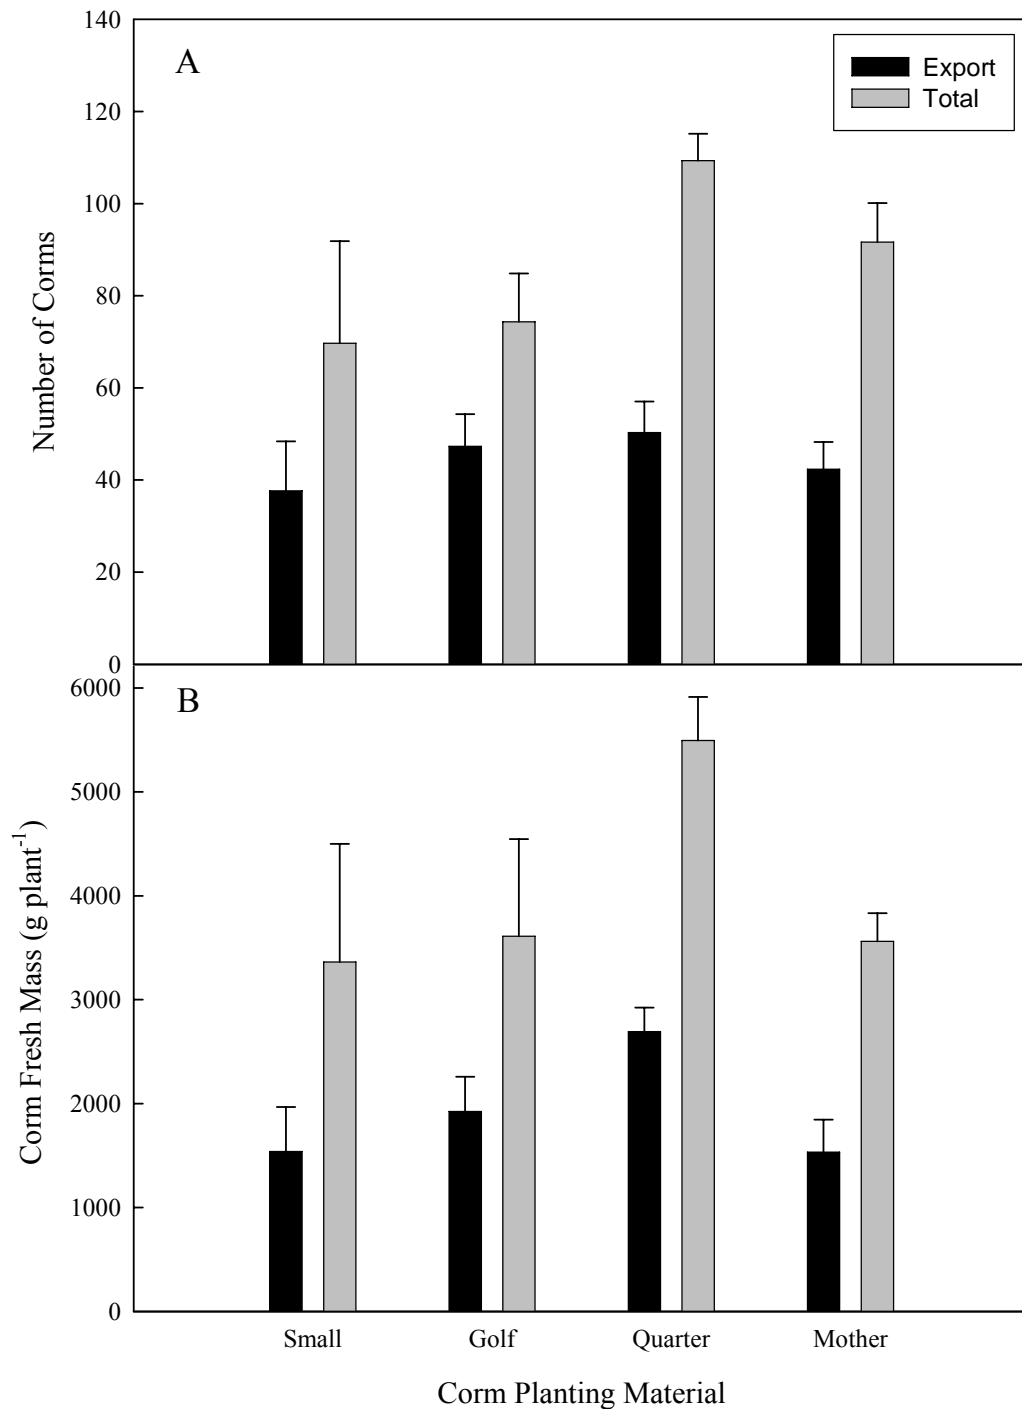 140
120
100
80
60
40
20
0
Number of Corms
A
Export
Total
6000
5000
4000
3000
2000
1000
0
Corm Fresh Mass (g plant⁻¹)
B
Small Golf Quarter Mother
Corm Planting Material